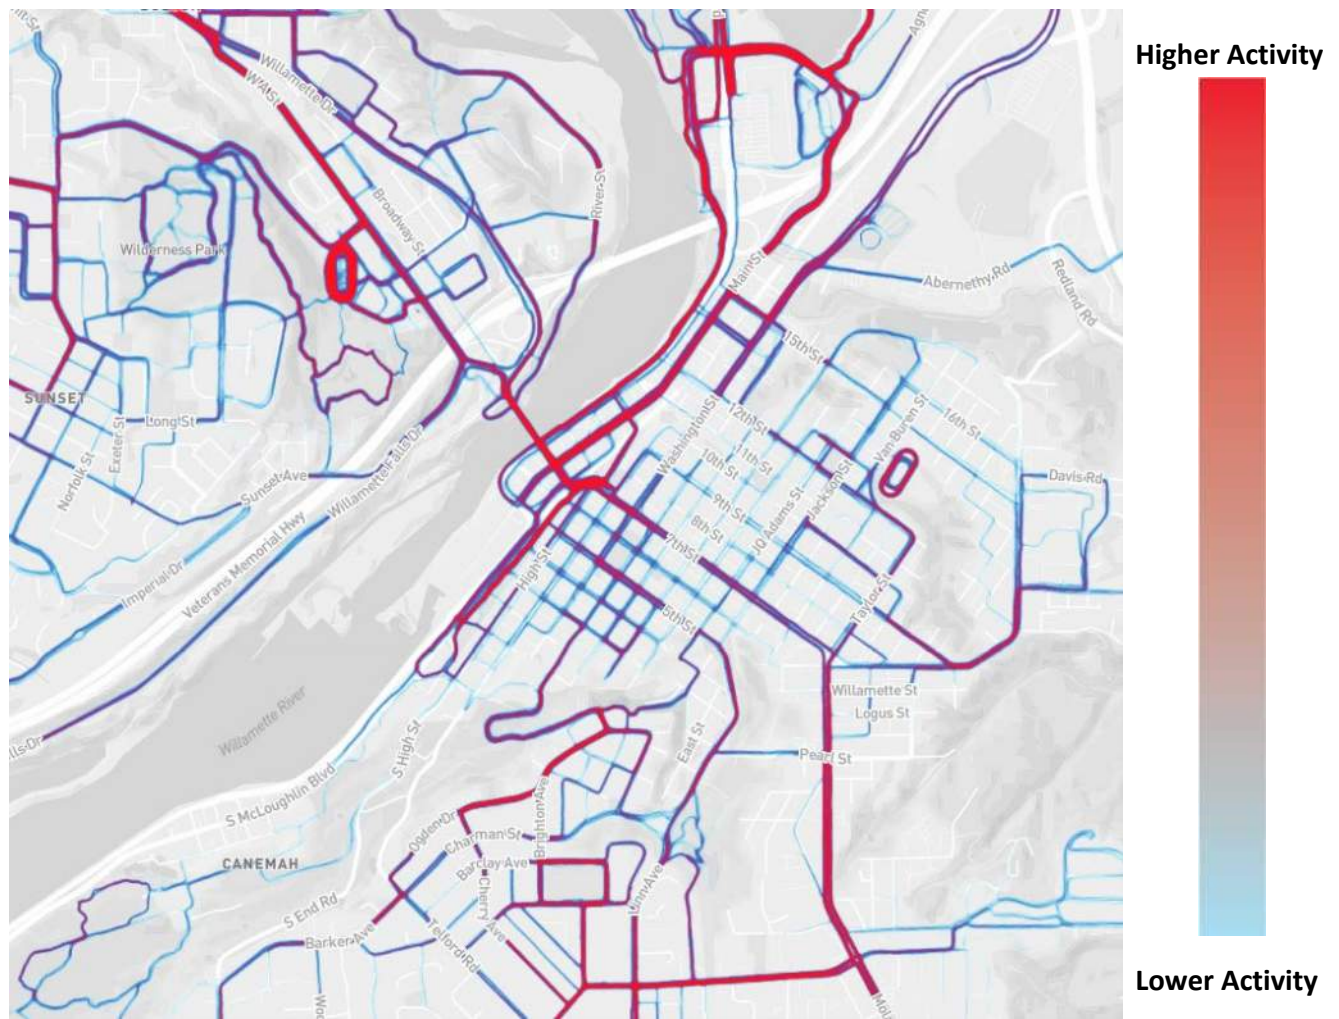 Higher Activity
Lower Activity
Willamette Dr
W A St
Broadway St
River St
Wilderness Park
Main St
Abernethy Rd
Redland Rd
15th St
SUNSET
Long St
Exeter St
Norfolk St
Sunset Ave
Willamette Falls Dr
Veterans Memorial Hwy
Imperial Dr
Washington St
12th St
11th St
10th St
9th St
8th St
7th St
5th St
16th St
Van Buren St
Jackson St
JQ Adams St
Davis Rd
High St
Taylor St
Willamette St
Logus St
Pearl St
East St
Willamette River
S High St
S McLoughlin Blvd
CANEMAH
Ogden Dr
Charman St
Brighton Ave
Barclay Ave
Cherry Ave
Linn Ave
S End Rd
Barker Ave
Telford Rd